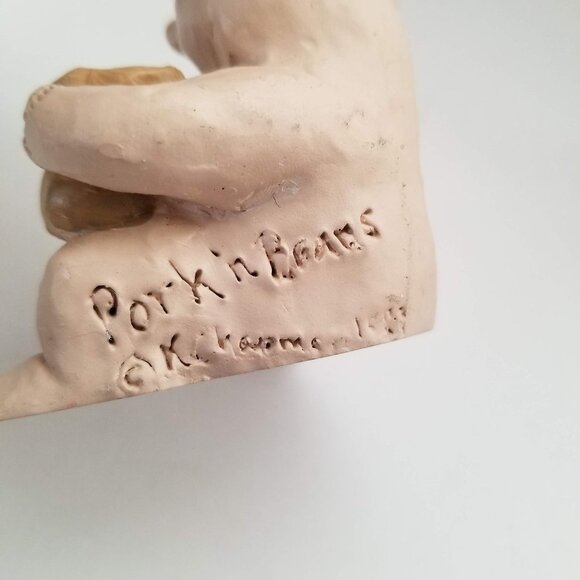 Pork 'n Beans
© K. Chapman